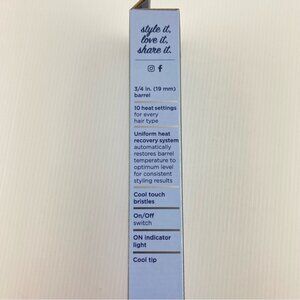 style it,
love it,
share it.
3/4 in. (19 mm)
barrel
10 heat settings
for every
hair type
Uniform heat
recovery system
automatically
restores barrel
temperature to
optimum level
for consistent
styling results
Cool touch
bristles
On/Off
switch
ON indicator
light
Cool tip